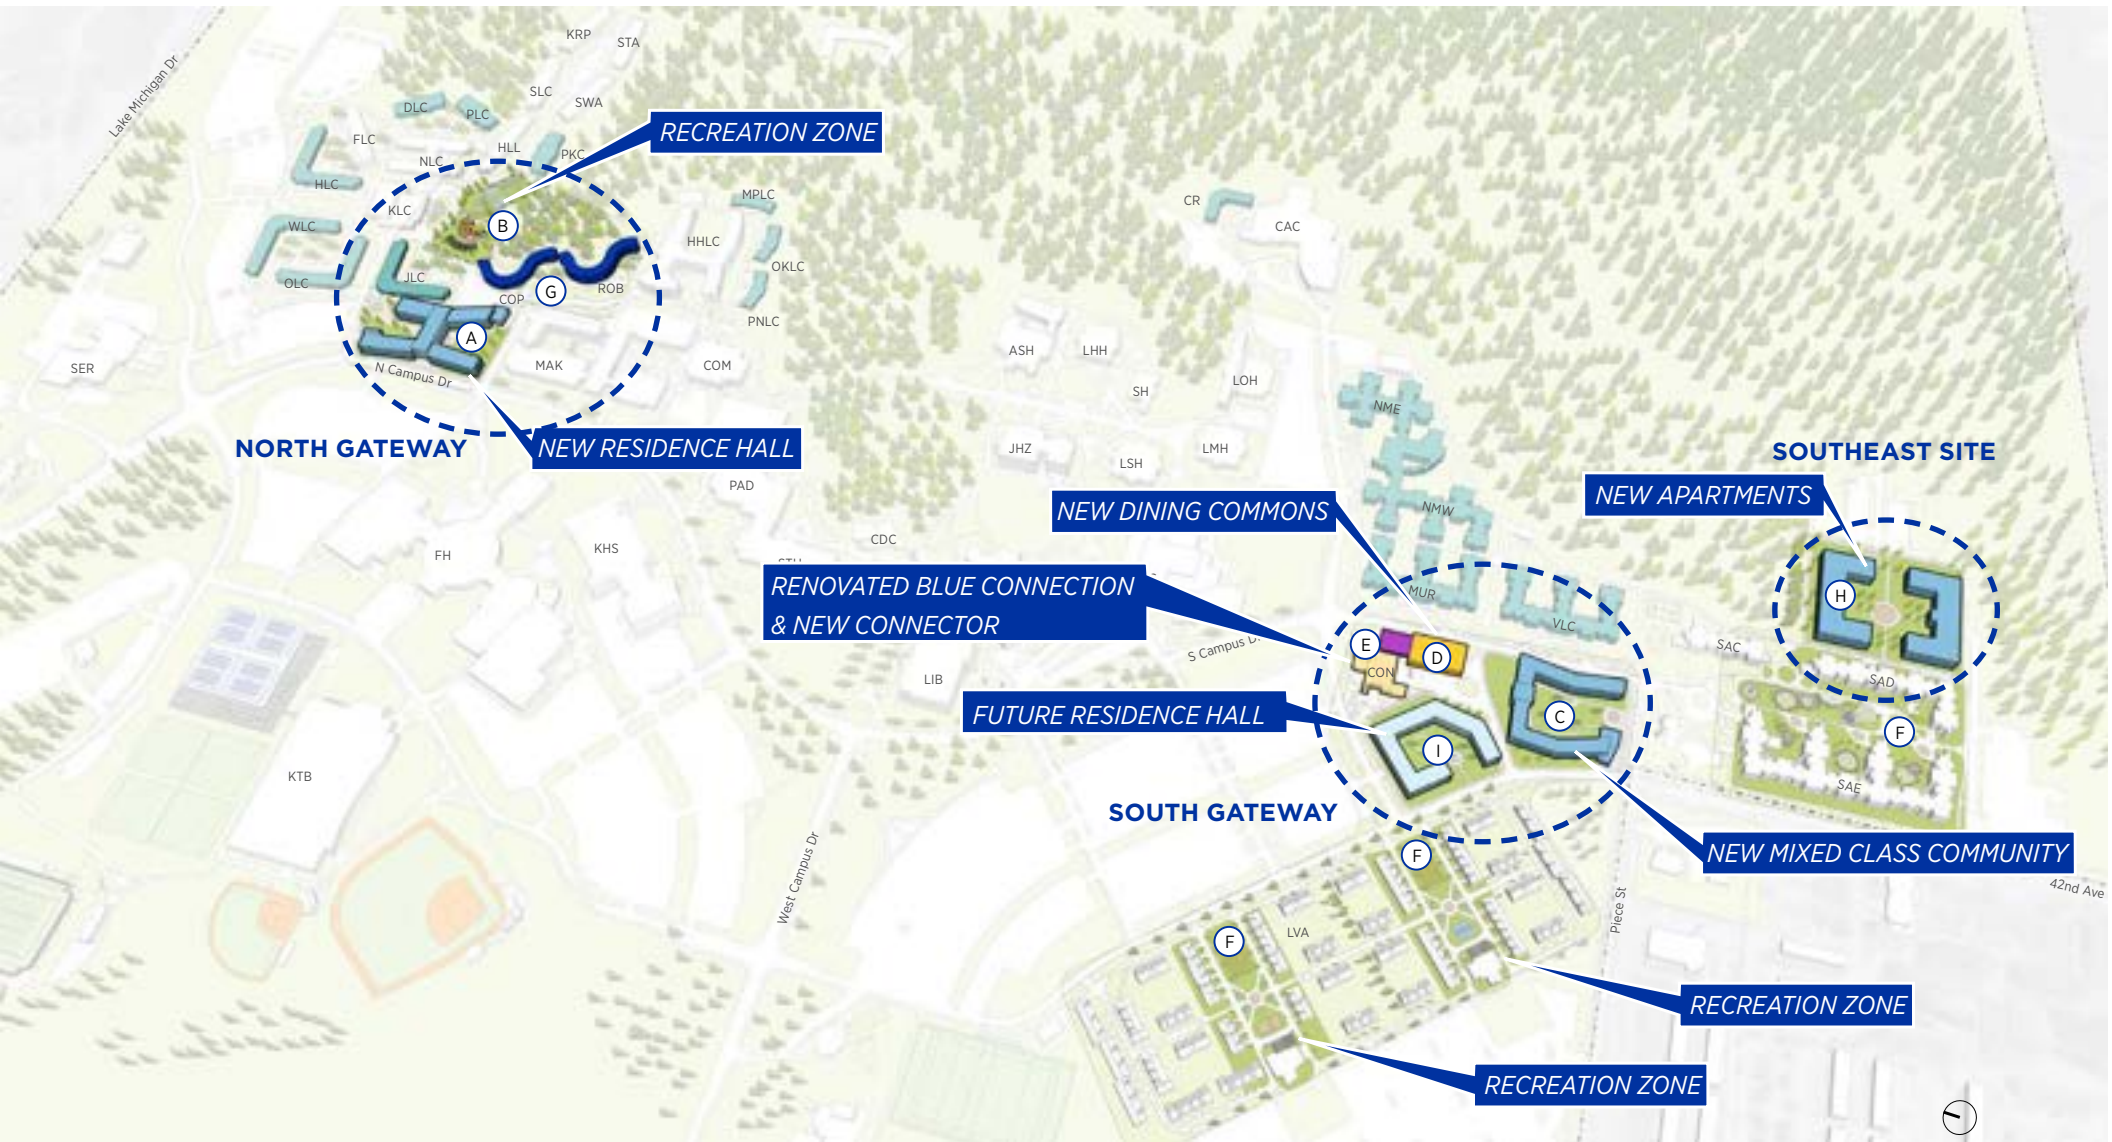 KRP
STA
Lake Michigan Dr
SLC
SWA
DLC
PLC
RECREATION ZONE
FLC
HLL
PKC
NLC
HLC
MPLC
KLC
CR
B
WLC
CAC
HHLC
OKLC
JLC
OLC
G
ROB
COP
PNLC
A
ASH
LHH
MAK
COM
SER
N Campus Dr
LOH
SH
NME
NORTH GATEWAY
NEW RESIDENCE HALL
JHZ
LSH
LMH
SOUTHEAST SITE
PAD
NEW APARTMENTS
NEW DINING COMMONS
NMW
CDC
FH
KHS
RENOVATED BLUE CONNECTION
& NEW CONNECTOR
MUR
H
VLC
S Campus D
E
D
SAC
CON
LIB
SAD
FUTURE RESIDENCE HALL
C
F
I
KTB
SAE
SOUTH GATEWAY
F
NEW MIXED CLASS COMMUNITY
West Campus Dr
42nd Ave
Piece St
LVA
F
RECREATION ZONE
RECREATION ZONE